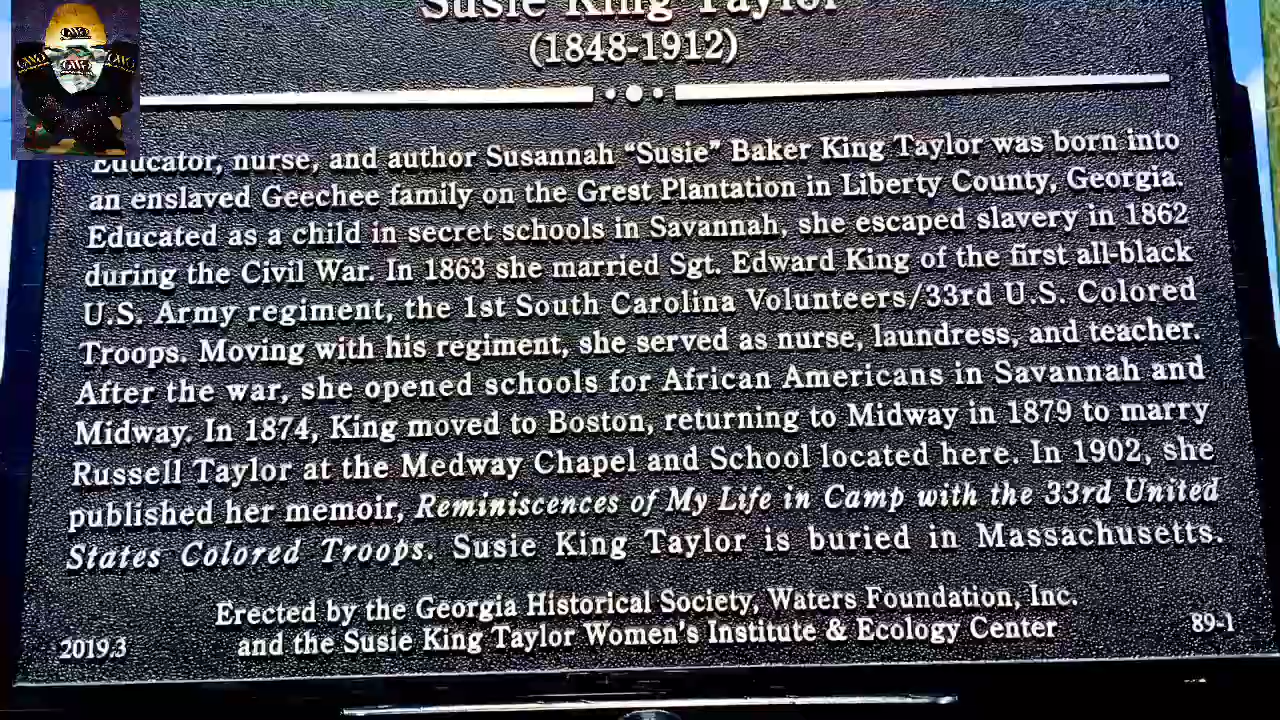 Susie King Taylor
(1848-1912)
Educator, nurse, and author Susannah “Susie” Baker King Taylor was born into
an enslaved Geechee family on the Grest Plantation in Liberty County, Georgia.
Educated as a child in secret schools in Savannah, she escaped slavery in 1862
during the Civil War. In 1863 she married Sgt. Edward King of the first all-black
U.S. Army regiment, the 1st South Carolina Volunteers/33rd U.S. Colored
Troops. Moving with his regiment, she served as nurse, laundress, and teacher.
After the war, she opened schools for African Americans in Savannah and
Midway. In 1874, King moved to Boston, returning to Midway in 1879 to marry
Russell Taylor at the Medway Chapel and School located here. In 1902, she
published her memoir, Reminiscences of My Life in Camp with the 33rd United
States Colored Troops. Susie King Taylor is buried in Massachusetts.
Erected by the Georgia Historical Society, Waters Foundation, Inc.
and the Susie King Taylor Women's Institute & Ecology Center
2019.3
89-1